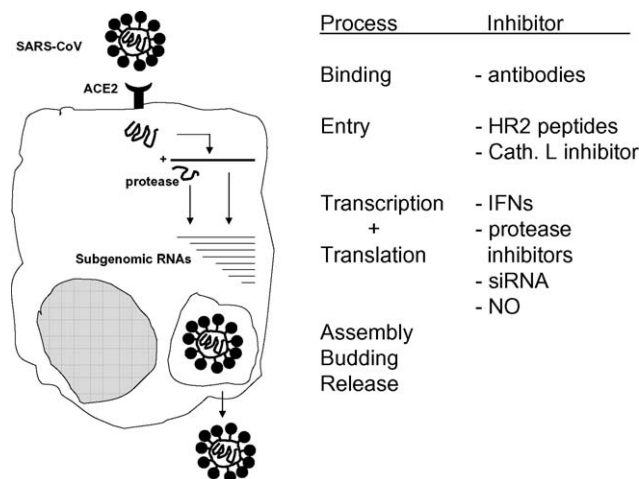 SARS-CoV
ACE2
+
protease
Subgenomic RNAs
Process Inhibitor
Binding - antibodies
Entry - HR2 peptides
- Cath. L inhibitor
Transcription - IFNs
+ - protease
Translation inhibitors
- siRNA
- NO
Assembly
Budding
Release